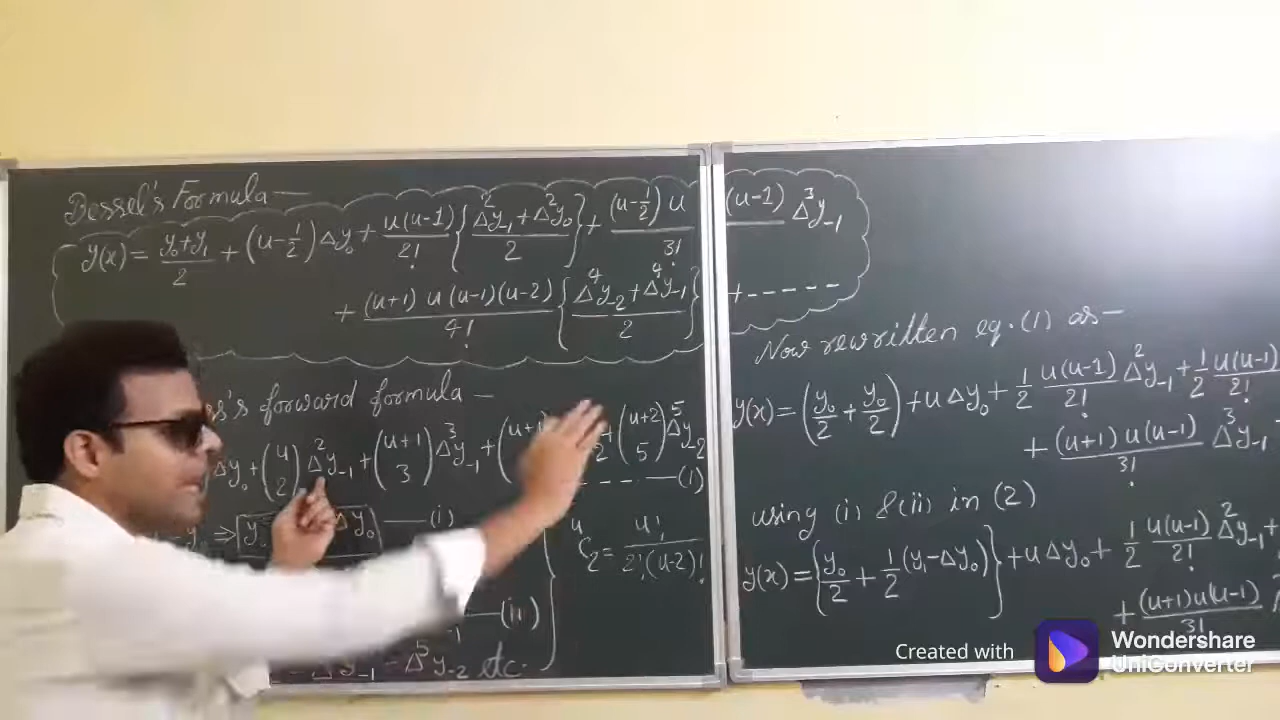 Bessel's Formula —
y(x) = (y₀+y₁)/2 + (u-1/2) Δy₀ + u(u-1)/2! {(Δ²y₋₁+Δ²y₀)/2} + (u-1/2) u (u-1)/3! Δ³y₋₁
+ (u+1) u (u-1)(u-2)/4! {(Δ⁴y₋₂+Δ⁴y₋₁)/2} + -----
forward formula —
Δy₀ + (u 2) Δ²y₋₁ + (u+1 3) Δ³y₋₁ + (u+2 5) Δ⁵y₋₂
---- —(1)
⇒ Δy₀ —(i)
ᵘC₂ = u!/2!(u-2)!
—(ii)
- Δ⁵y₋₂ etc.
Now rewritten eq.(1) as —
y(x) = (y₀/2 + y₀/2) + u Δy₀ + 1/2 u(u-1)/2! Δ²y₋₁ + 1/2 u(u-1)/2!
+ (u+1) u (u-1)/3! Δ³y₋₁
using (i) & (ii) in (2)
y(x) = {y₀/2 + 1/2 (y₁-Δy₀)} + u Δy₀ + 1/2 u(u-1)/2! Δ²y₋₁ +
+ (u+1)u(u-1)/3!
Created with Wondershare
UniConverter